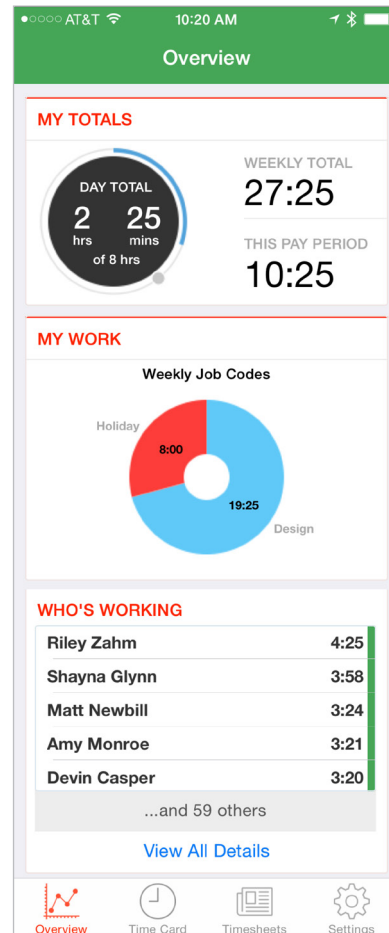 AT&T 10:20 AM
Overview
MY TOTALS
DAY TOTAL
2 25
hrs mins
of 8 hrs
WEEKLY TOTAL
27:25
THIS PAY PERIOD
10:25
MY WORK
Weekly Job Codes
Holiday
8:00
19:25
Design
WHO'S WORKING
Riley Zahm 4:25
Shayna Glynn 3:58
Matt Newbill 3:24
Amy Monroe 3:21
Devin Casper 3:20
...and 59 others
View All Details
Overview Time Card Timesheets Settings